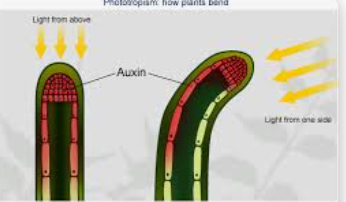 Phototropism: how plants bend
Light from above
Auxin
Light from one side